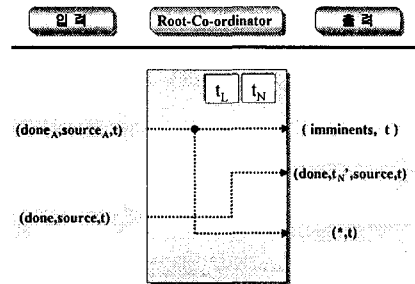 입 력 Root-Co-ordinator 출 력
t_L t_N
(done_A,source_A,t) (imminents, t)
(done,t_N',source,t)
(done,source,t)
(*,t)